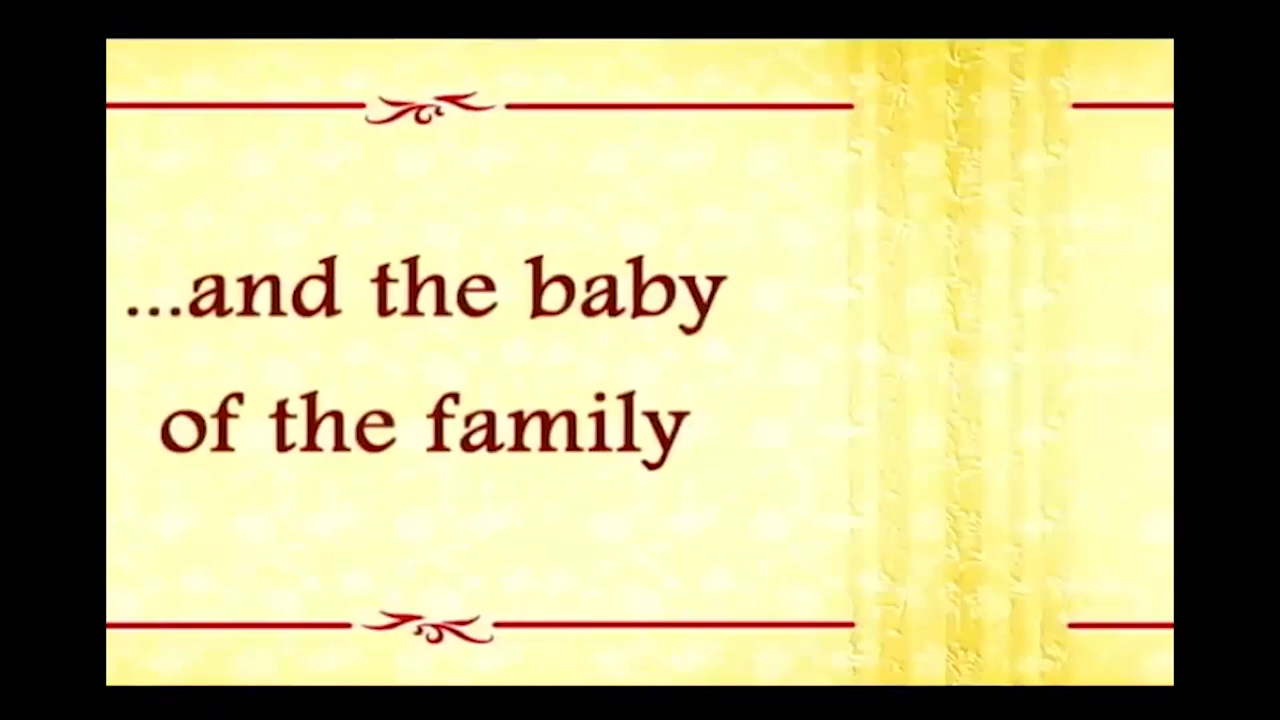 ...and the baby
of the family